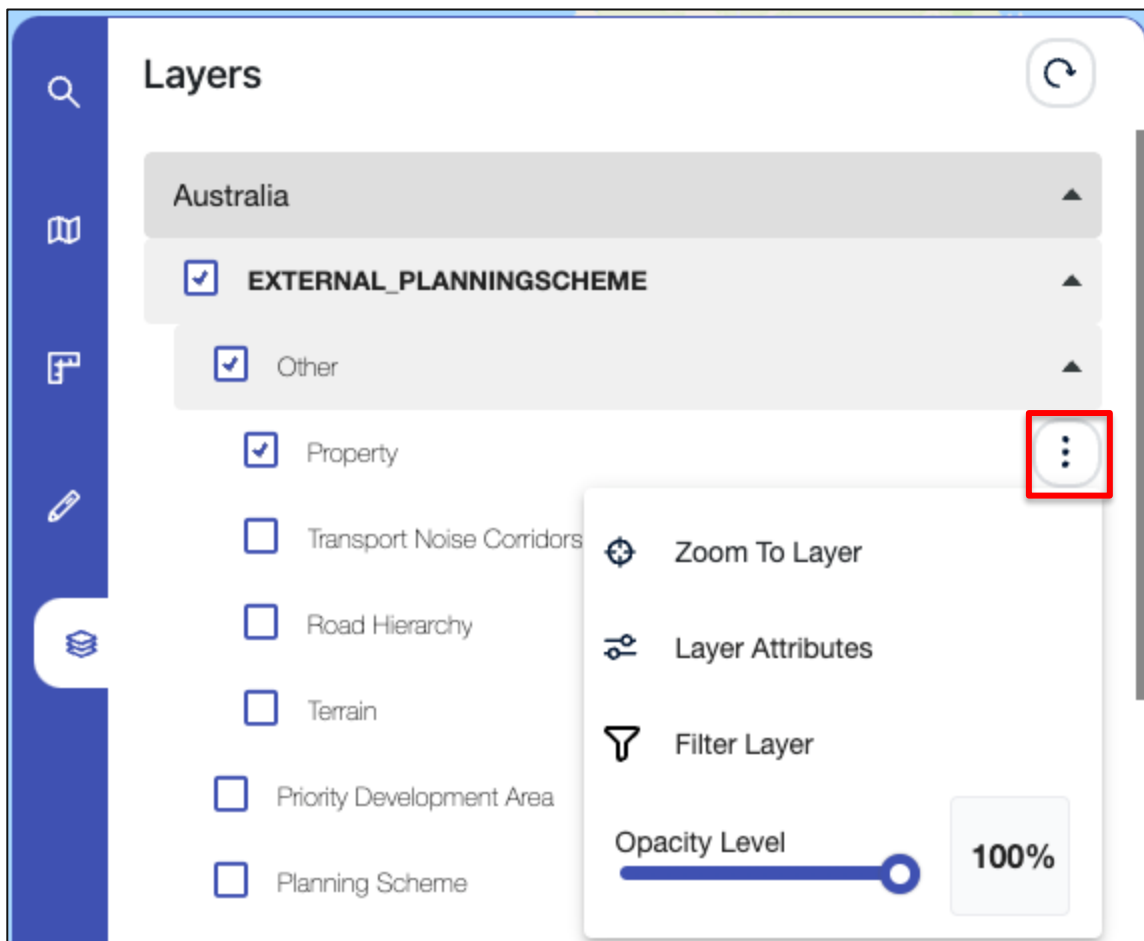 Layers
Australia
EXTERNAL_PLANNINGSCHEME
Other
Property
Transport Noise Corridors
Zoom To Layer
Road Hierarchy
Layer Attributes
Terrain
Filter Layer
Priority Development Area
Opacity Level
100%
Planning Scheme